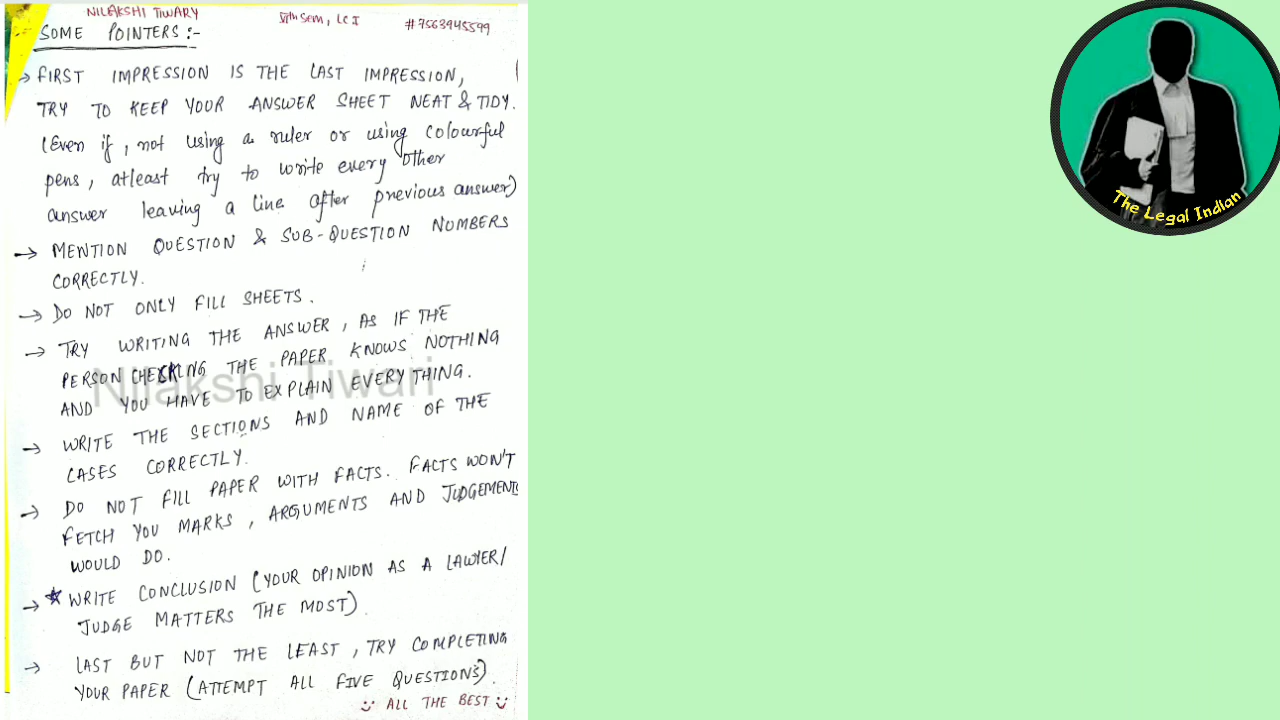 NILAKSHI TIWARY VIth Sem, LC I #7563945599
SOME POINTERS :-
→ FIRST IMPRESSION IS THE LAST IMPRESSION,
TRY TO KEEP YOUR ANSWER SHEET NEAT & TIDY.
(Even if, not using a ruler or using colourful
pens, atleast try to write every other
answer leaving a line after previous answer)
→ MENTION QUESTION & SUB-QUESTION NUMBERS
CORRECTLY.
→ DO NOT ONLY FILL SHEETS.
→ TRY WRITING THE ANSWER, AS IF THE
PERSON CHECKING THE PAPER KNOWS NOTHING
AND YOU HAVE TO EXPLAIN EVERYTHING.
Nilakshi Tiwari
→ WRITE THE SECTIONS AND NAME OF THE
CASES CORRECTLY.
→ DO NOT FILL PAPER WITH FACTS. FACTS WON'T
FETCH YOU MARKS, ARGUMENTS AND JUDGEMENTS
WOULD DO.
→ ★ WRITE CONCLUSION (YOUR OPINION AS A LAWYER/
JUDGE MATTERS THE MOST).
→ LAST BUT NOT THE LEAST, TRY COMPLETING
YOUR PAPER (ATTEMPT ALL FIVE QUESTIONS).
ALL THE BEST
The Legal Indian